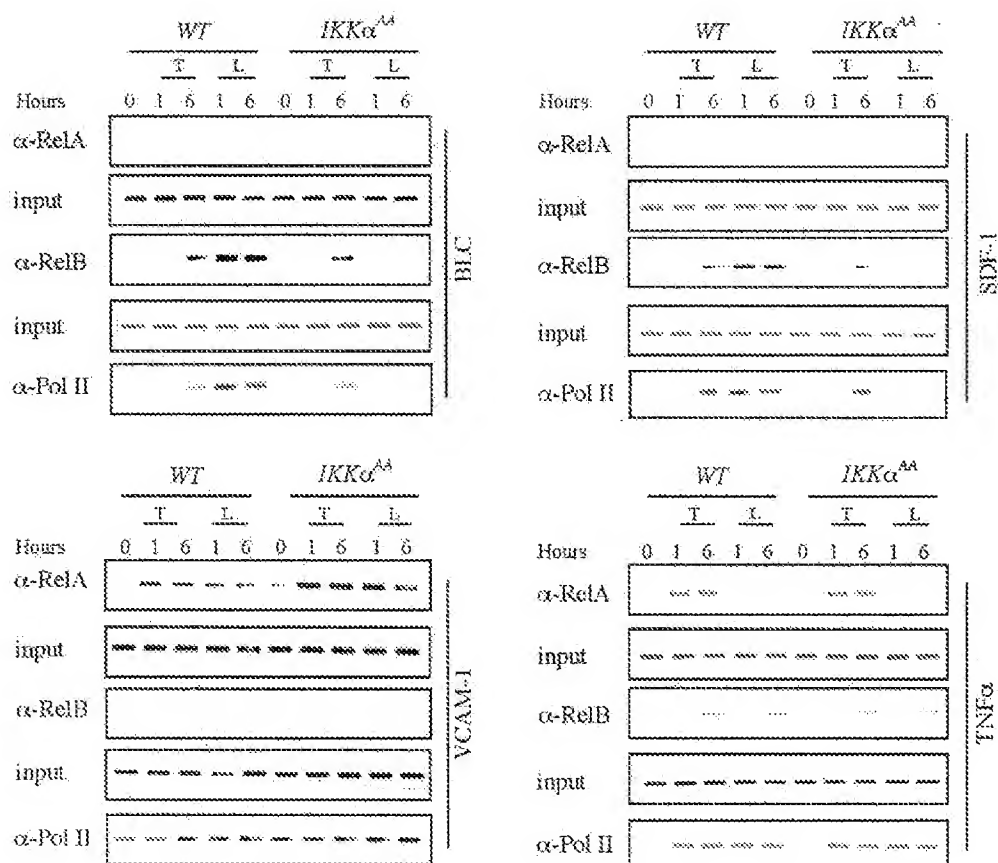 WT IKKα^AA
T L T L
Hours 0 1 6 1 6 0 1 6 1 6
α-RelA
input
α-RelB
input
α-Pol II
BLC
WT IKKα^AA
T L T L
Hours 0 1 6 1 6 0 1 6 1 6
α-RelA
input
α-RelB
input
α-Pol II
SDF-1
WT IKKα^AA
T L T L
Hours 0 1 6 1 6 0 1 6 1 6
α-RelA
input
α-RelB
input
α-Pol II
VCAM-1
WT IKKα^AA
T L T L
Hours 0 1 6 1 6 0 1 6 1 6
α-RelA
input
α-RelB
input
α-Pol II
TNFα